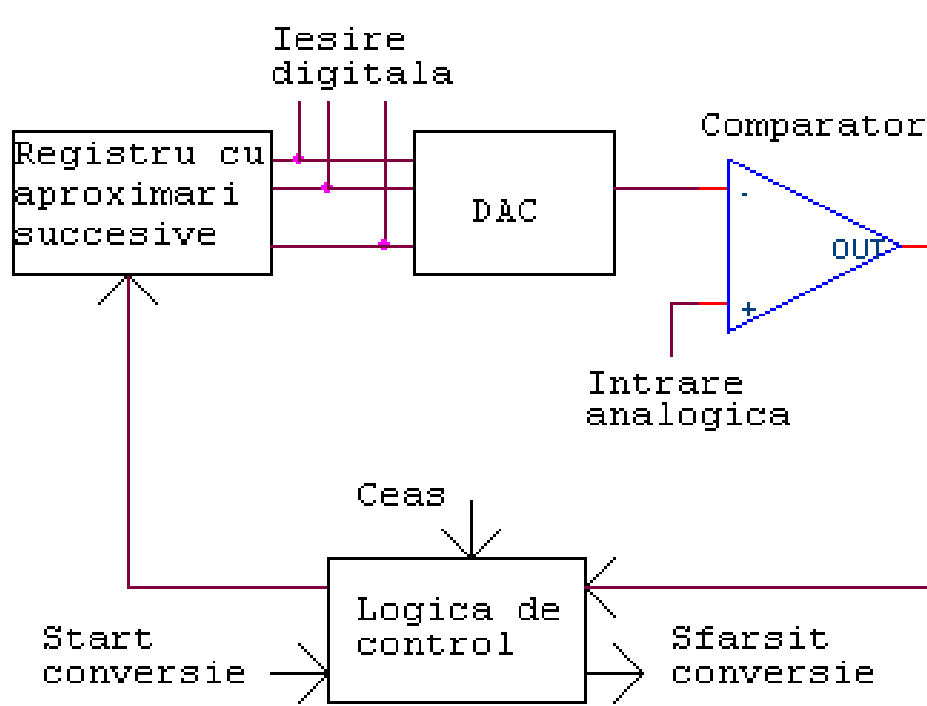 Iesire
digitala
Comparator
Registru cu
aproximari
succesive
DAC
-
OUT
+
Intrare
analogica
Ceas
Logica de
control
Start
conversie
Sfarsit
conversie